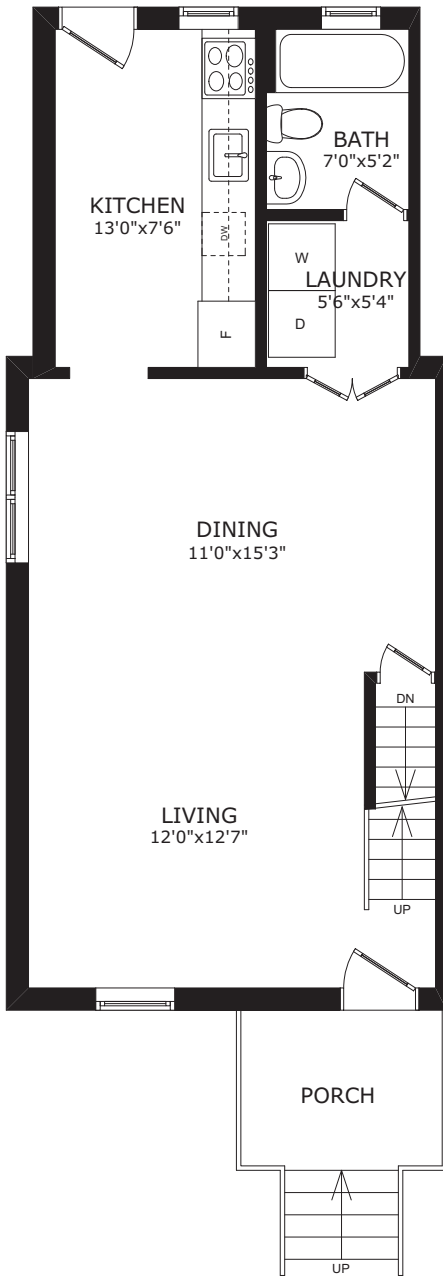 BATH
7'0"x5'2"
KITCHEN
13'0"x7'6"
DW
W
LAUNDRY
5'6"x5'4"
D
F
DINING
11'0"x15'3"
DN
LIVING
12'0"x12'7"
UP
PORCH
UP